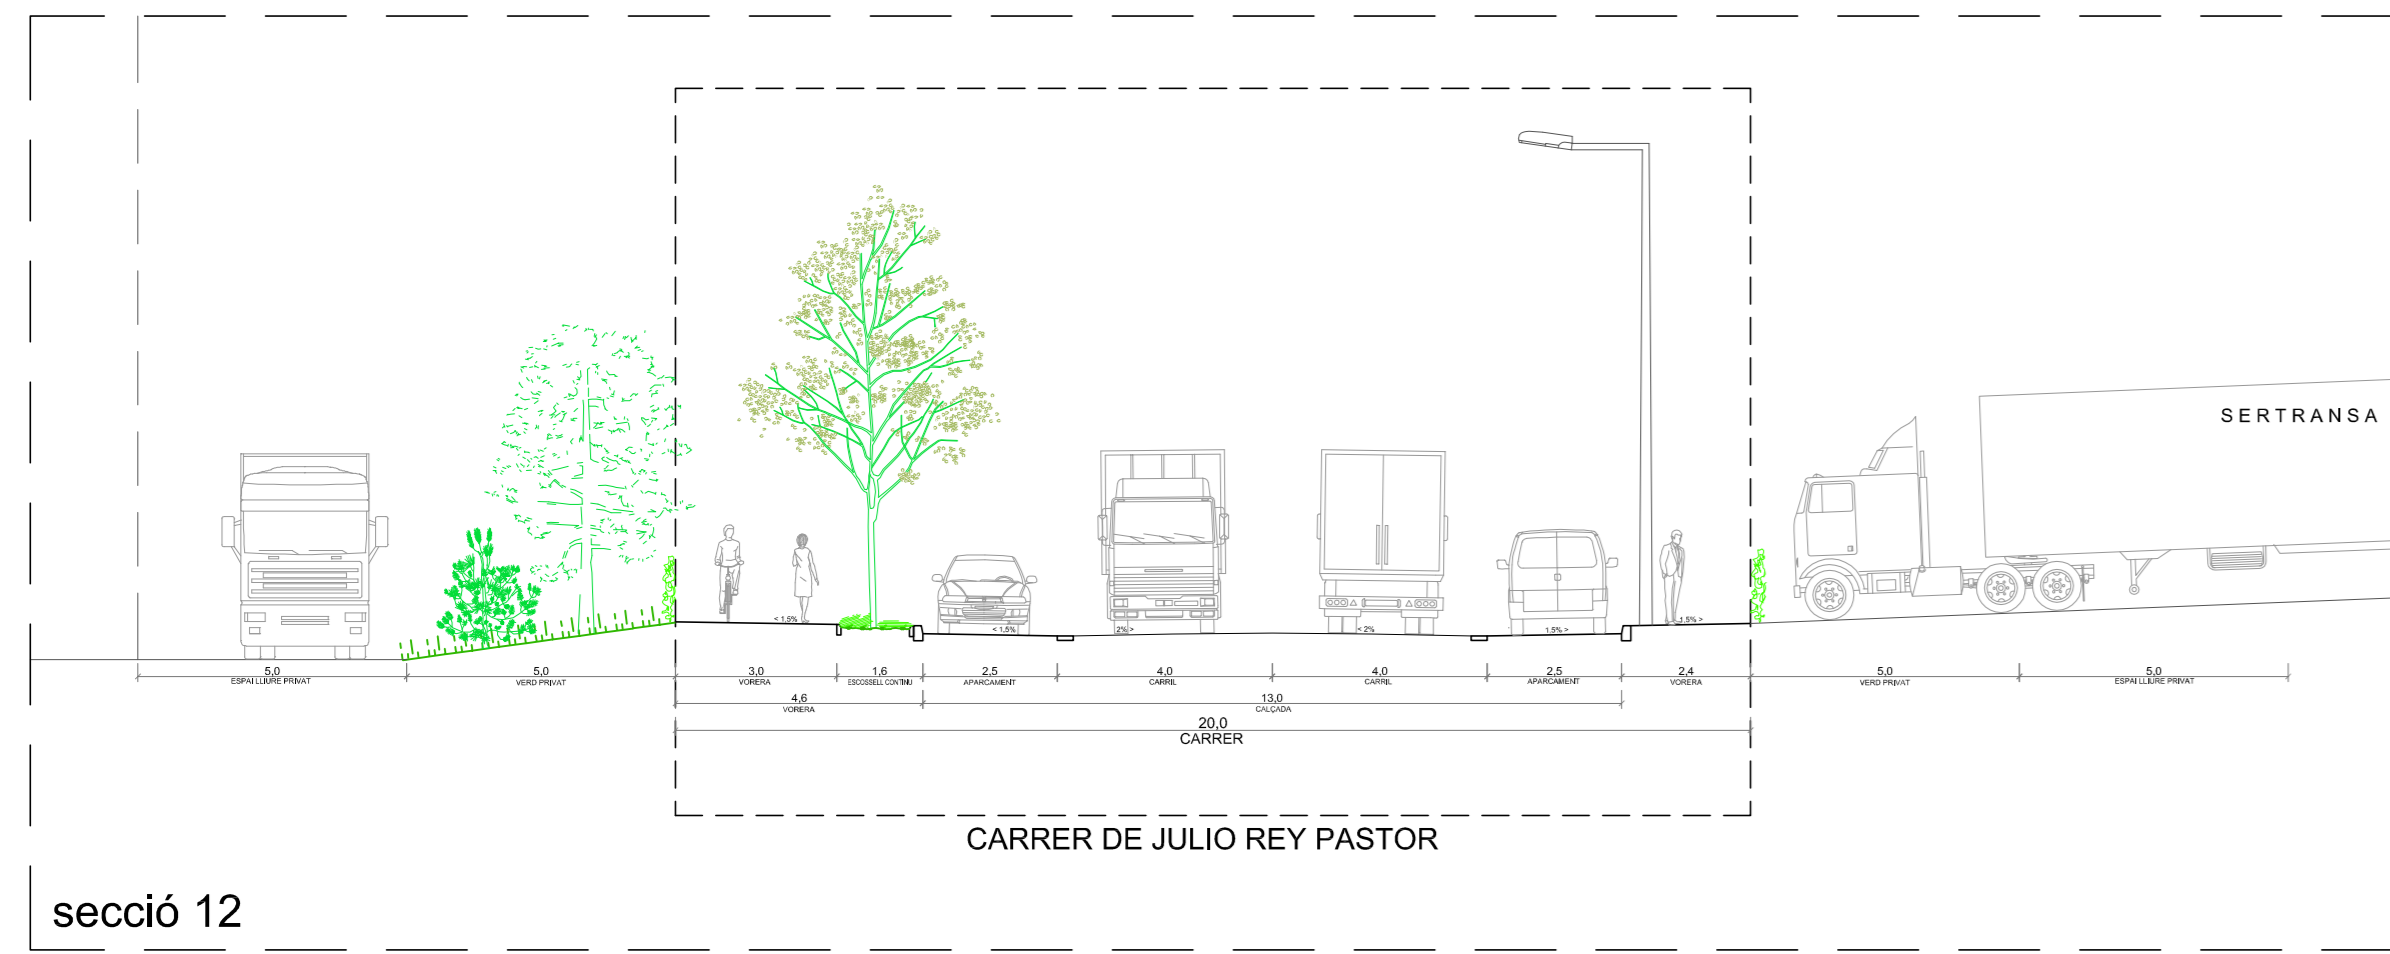 SERTRANSA
< 1,5%
< 1,5%
2% >
< 2%
1.5% >
1.5% >
5,0
ESPAI LLIURE PRIVAT
5,0
VERD PRIVAT
3,0
VORERA
1,6
ESCOSSELL CONTINU
2,5
APARCAMENT
4,0
CARRIL
4,0
CARRIL
2,5
APARCAMENT
2,4
VORERA
5,0
VERD PRIVAT
5,0
ESPAI LLIURE PRIVAT
4,6
VORERA
13,0
CALÇADA
20,0
CARRER
CARRER DE JULIO REY PASTOR
secció 12